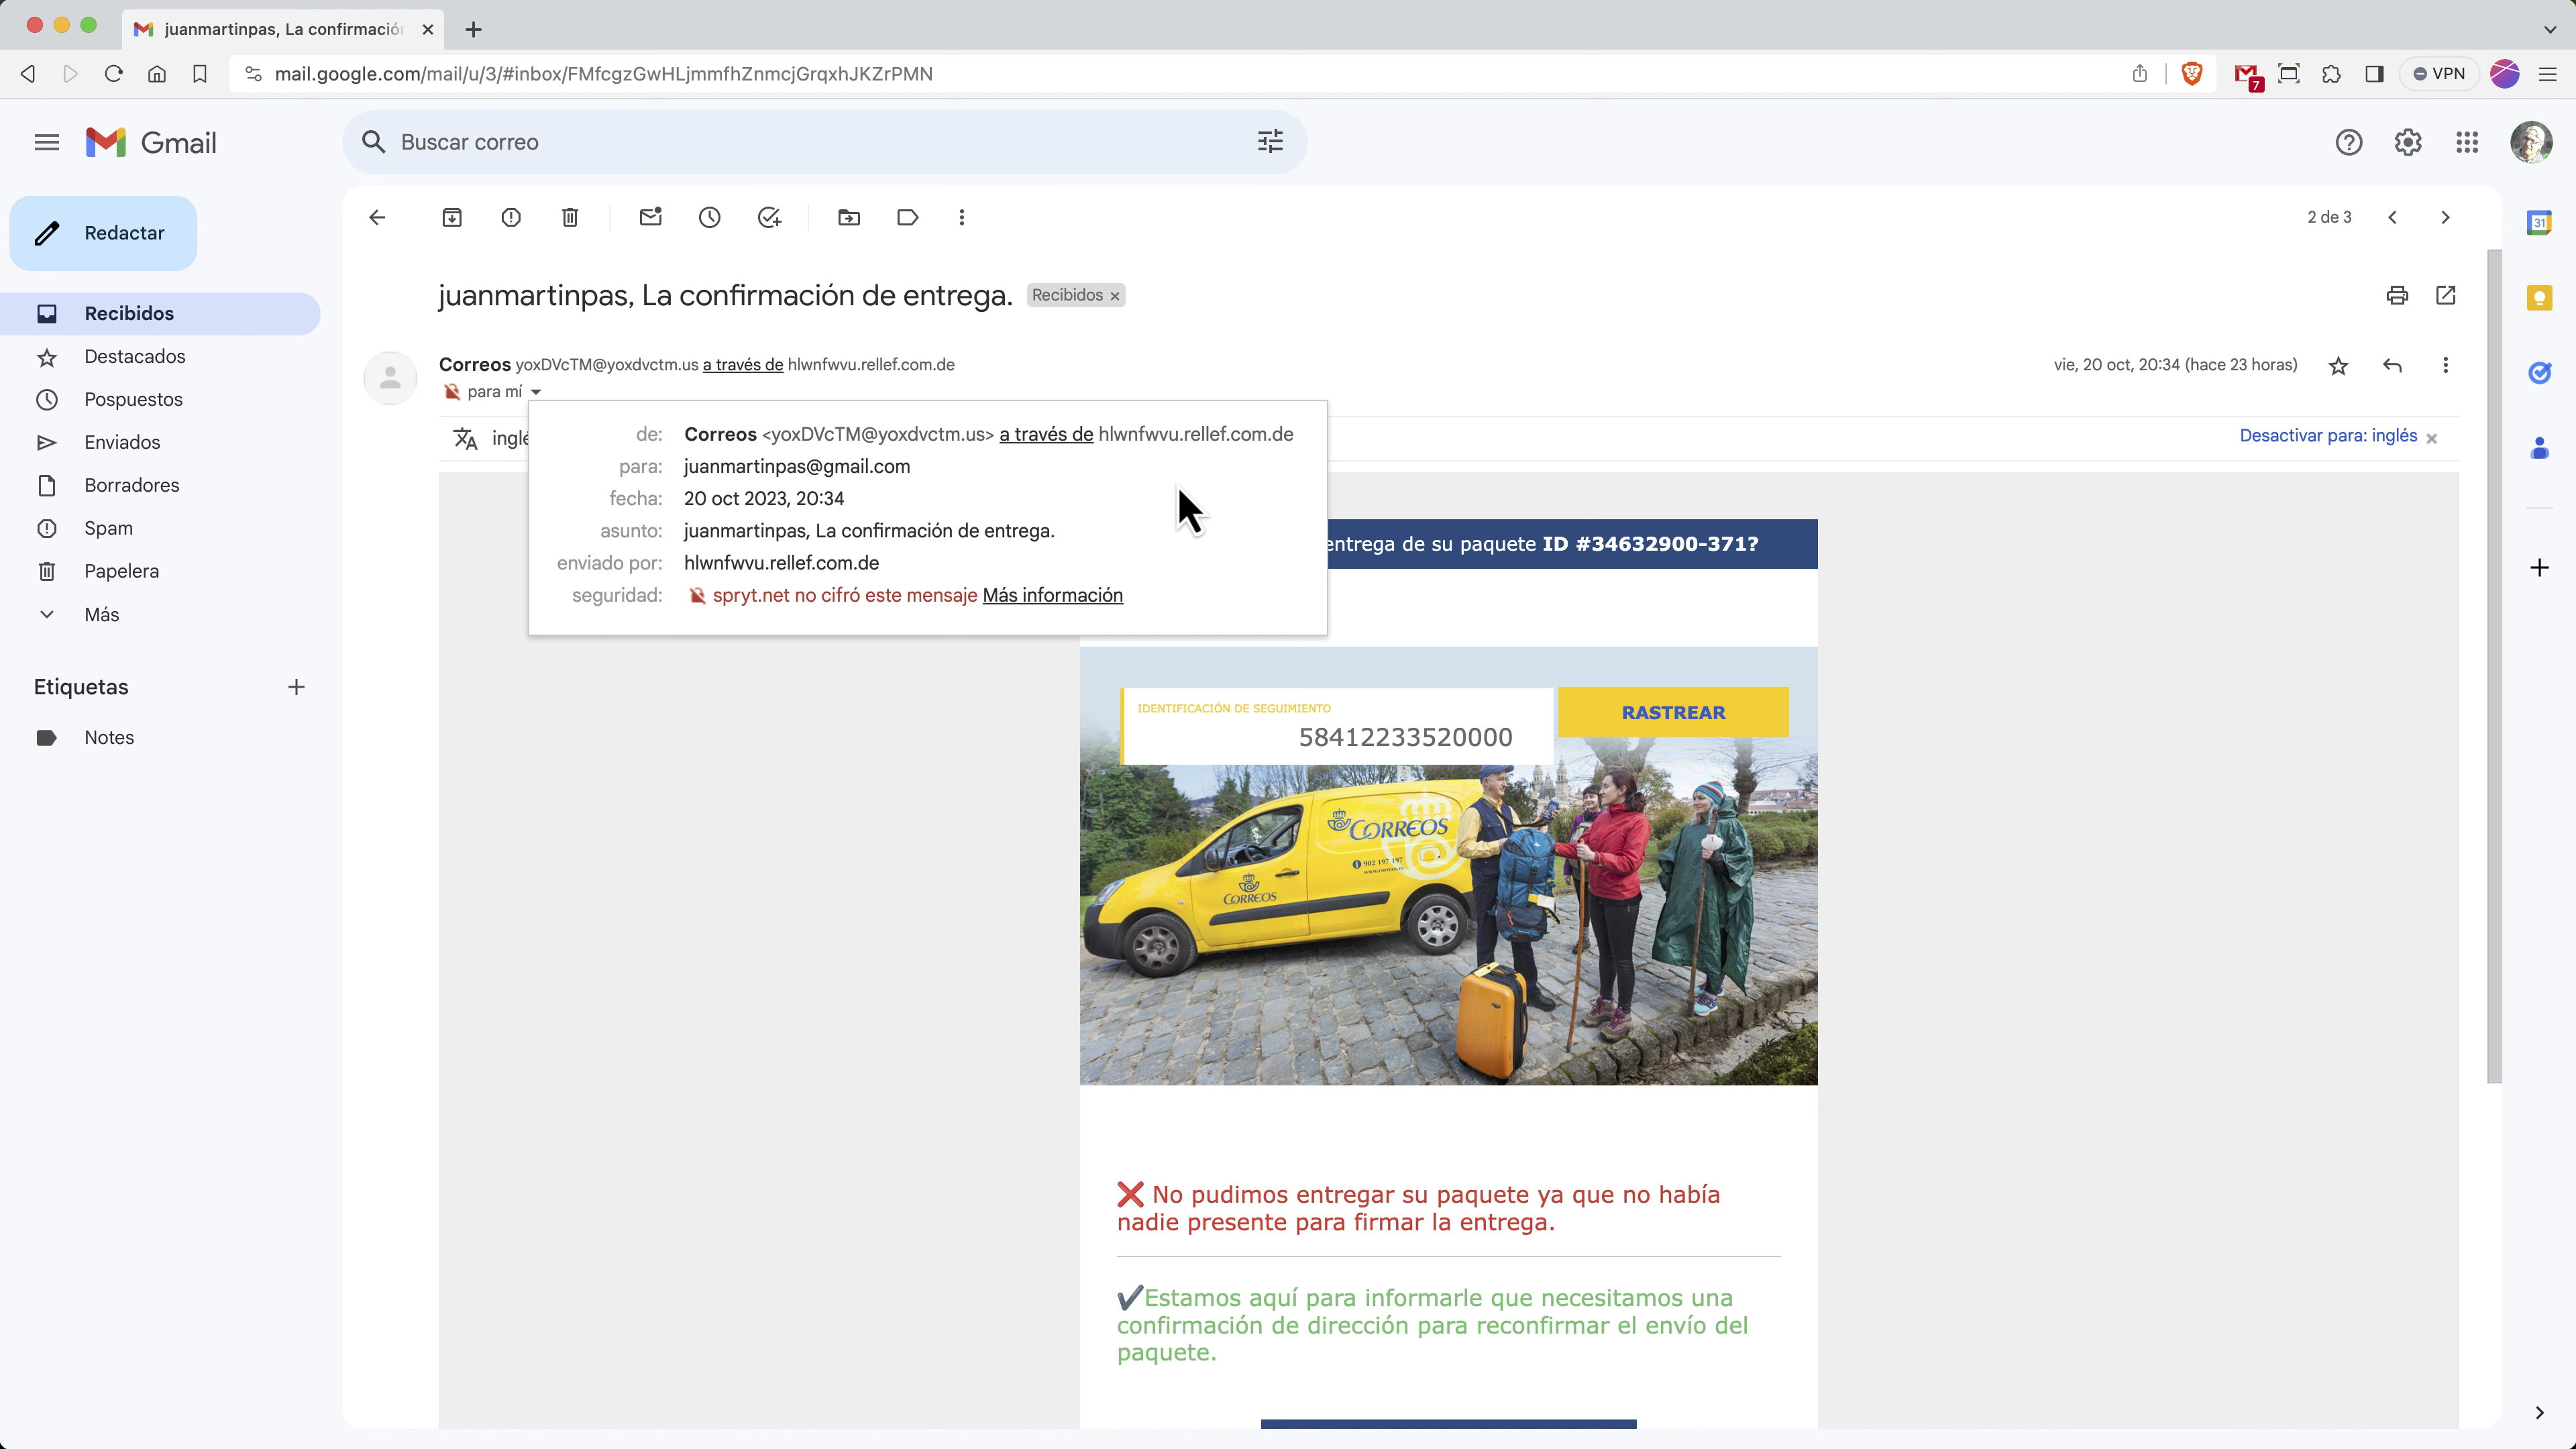 juanmartinpas, La confirmación
mail.google.com/mail/u/3/#inbox/FMfcgzGwHLjmmfhZnmcjGrqxhJKZrPMN
7
VPN
Gmail
Buscar correo
Redactar
2 de 3
31
Recibidos
Destacados
Pospuestos
Enviados
Borradores
Spam
Papelera
Más
Etiquetas
Notes
juanmartinpas, La confirmación de entrega. Recibidos
Correos yoxDVcTM@yoxdvctm.us a través de hlwnfwvu.rellef.com.de
vie, 20 oct, 20:34 (hace 23 horas)
para mí
inglé
Desactivar para: inglés
de: Correos <yoxDVcTM@yoxdvctm.us> a través de hlwnfwvu.rellef.com.de
para: juanmartinpas@gmail.com
fecha: 20 oct 2023, 20:34
asunto: juanmartinpas, La confirmación de entrega.
enviado por: hlwnfwvu.rellef.com.de
seguridad: spryt.net no cifró este mensaje Más información
entrega de su paquete ID #34632900-371?
IDENTIFICACIÓN DE SEGUIMIENTO
58412233520000
RASTREAR
CORREOS
902 197 197
CORREOS
❌ No pudimos entregar su paquete ya que no había
nadie presente para firmar la entrega.
✔Estamos aquí para informarle que necesitamos una
confirmación de dirección para reconfirmar el envío del
paquete.